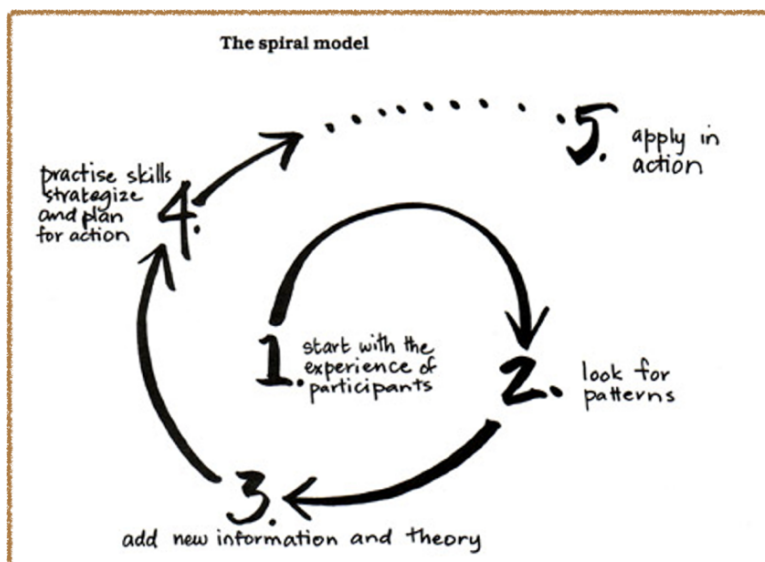 The spiral model
1. start with the
experience of
participants
2. look for
patterns
3.
add new information and theory
practise skills
strategize
and plan
for action
4.
5. apply in
action